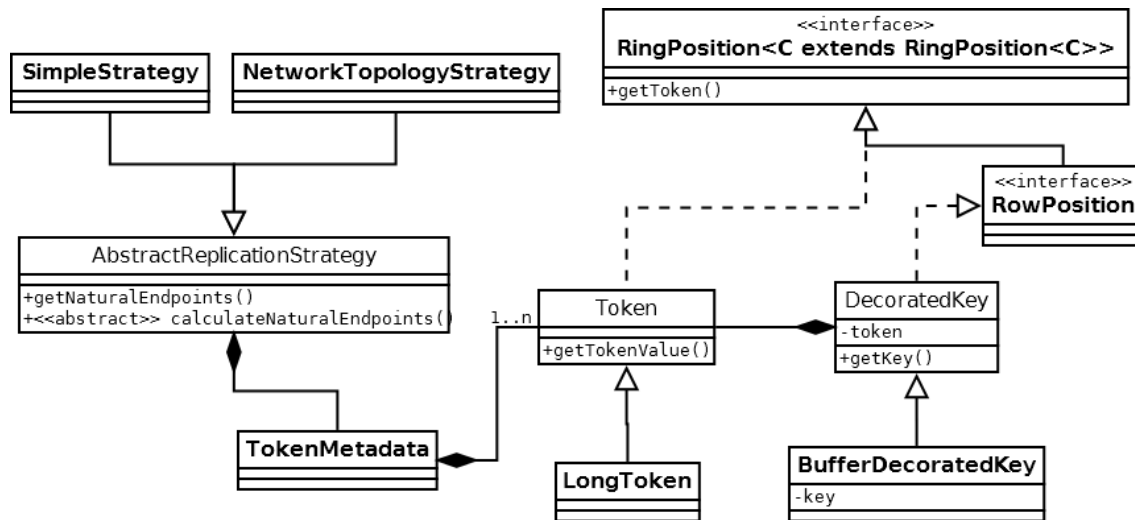 <<interface>>
RingPosition<C extends RingPosition<C>>
+getToken()
SimpleStrategy
NetworkTopologyStrategy
<<interface>>
RowPosition
AbstractReplicationStrategy
+getNaturalEndpoints()
+<<abstract>> calculateNaturalEndpoints()
1..n
Token
+getTokenValue()
DecoratedKey
-token
+getKey()
TokenMetadata
LongToken
BufferDecoratedKey
-key